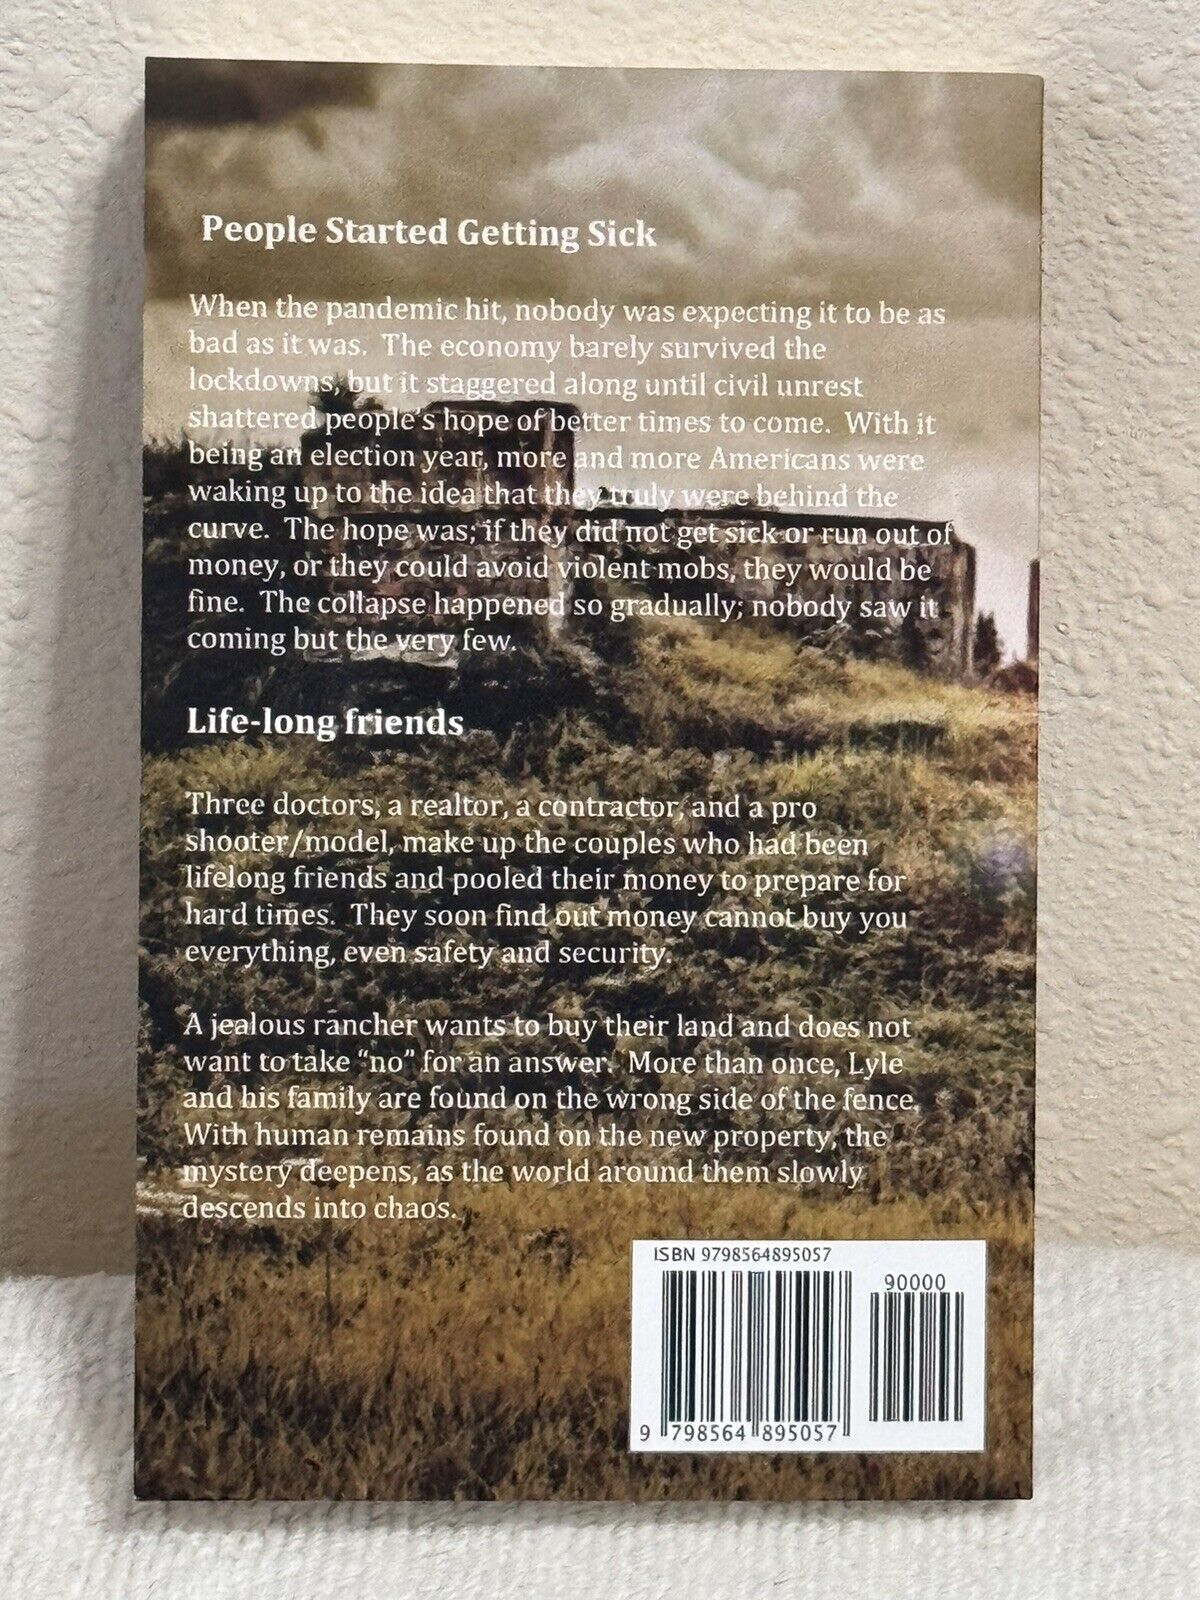 People Started Getting Sick
When the pandemic hit, nobody was expecting it to be as
bad as it was.  The economy barely survived the
lockdowns, but it staggered along until civil unrest
shattered people's hope of better times to come.  With it
being an election year, more and more Americans were
waking up to the idea that they truly were behind the
curve.  The hope was; if they did not get sick or run out of
money, or they could avoid violent mobs, they would be
fine.  The collapse happened so gradually; nobody saw it
coming but the very few.
Life-long friends
Three doctors, a realtor, a contractor, and a pro
shooter/model, make up the couples who had been
lifelong friends and pooled their money to prepare for
hard times.  They soon find out money cannot buy you
everything, even safety and security.
A jealous rancher wants to buy their land and does not
want to take “no” for an answer.  More than once, Lyle
and his family are found on the wrong side of the fence.
With human remains found on the new property, the
mystery deepens, as the world around them slowly
descends into chaos.
ISBN 9798564895057
90000
9 798564 895057